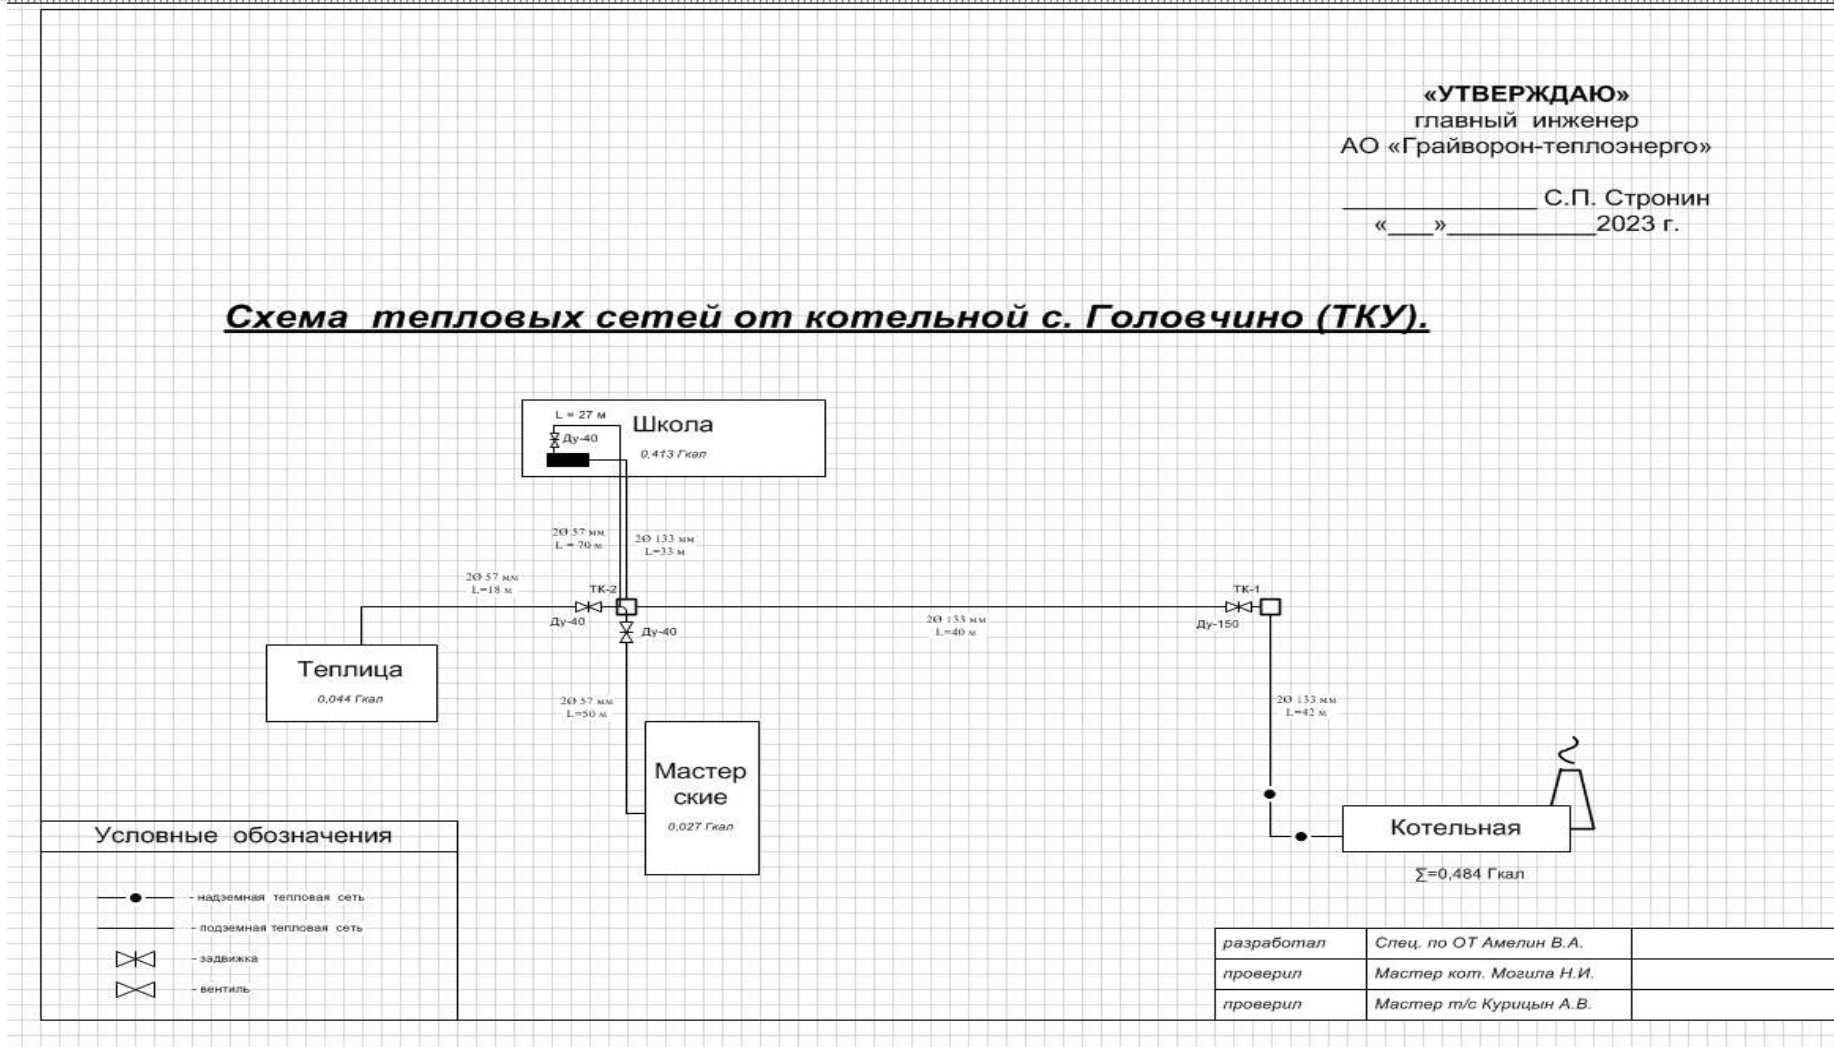 «УТВЕРЖДАЮ»
главный инженер
АО «Грайворон-теплоэнерго»
______________ С.П. Стронин
«___»__________2023 г.
Схема тепловых сетей от котельной с. Головчино (ТКУ).
L = 27 м
Школа
Ду-40
0,413 Гкал
2Ø 57 мм
L = 70 м
2Ø 133 мм
L=33 м
2Ø 57 мм
L=18 м
ТК-2
ТК-1
Ду-40
Ду-40
2Ø 133 мм
L=40 м
Ду-150
Теплица
0,044 Гкал
2Ø 57 мм
L=50 м
2Ø 133 мм
L=42 м
Мастер
ские
0,027 Гкал
Котельная
∑=0,484 Гкал
Условные обозначения
- надземная тепловая сеть
- подземная тепловая сеть
- задвижка
- вентиль
разработал Спец. по ОТ Амелин В.А.
проверил Мастер кот. Могила Н.И.
проверил Мастер т/с Курицын А.В.